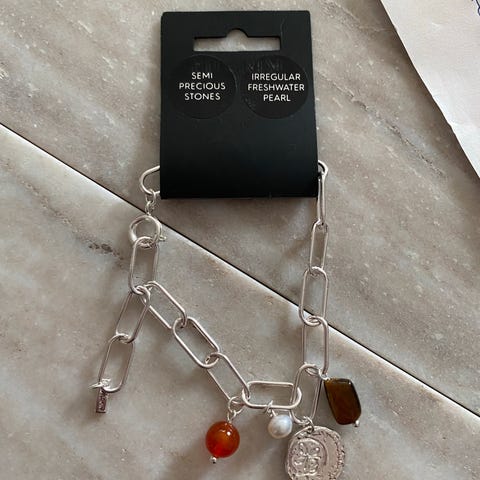 SEMI
PRECIOUS
STONES
IRREGULAR
FRESHWATER
PEARL